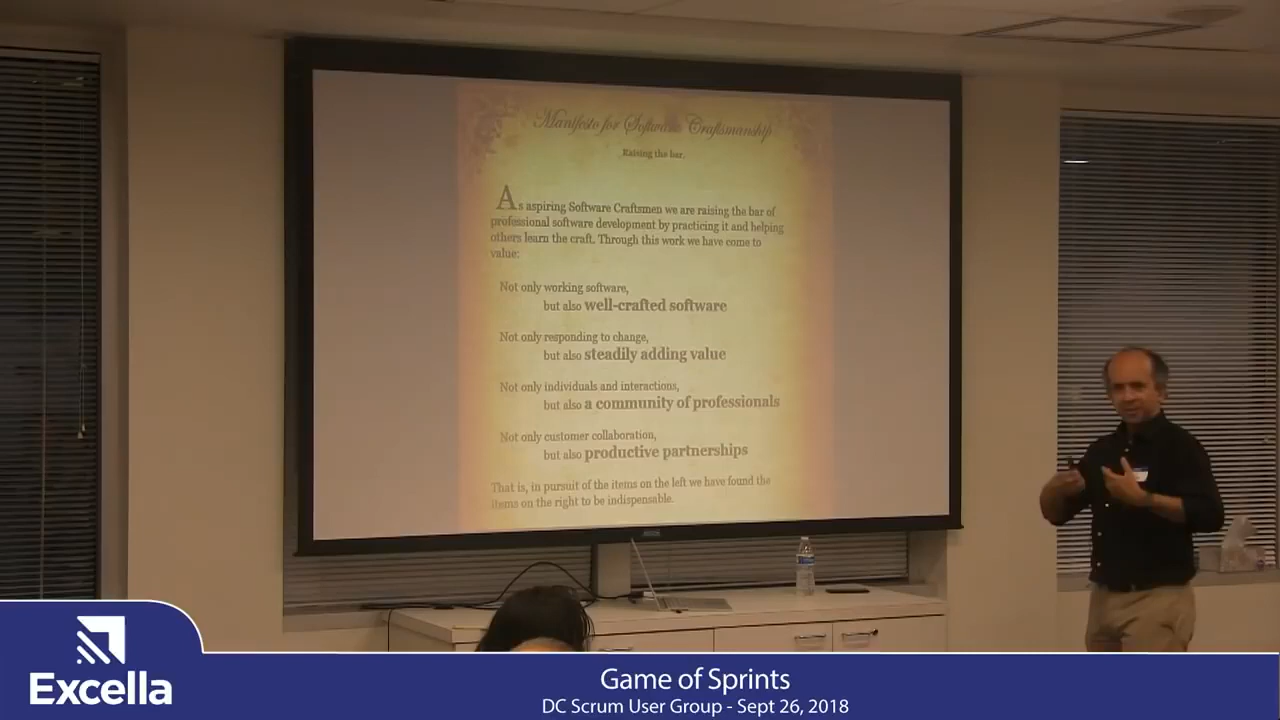 Manifesto for Software Craftsmanship
Raising the bar.
As aspiring Software Craftsmen we are raising the bar of
professional software development by practicing it and helping
others learn the craft. Through this work we have come to
value:
Not only working software,
but also well-crafted software
Not only responding to change,
but also steadily adding value
Not only individuals and interactions,
but also a community of professionals
Not only customer collaboration,
but also productive partnerships
That is, in pursuit of the items on the left we have found the
items on the right to be indispensable.
Excella
Game of Sprints
DC Scrum User Group - Sept 26, 2018